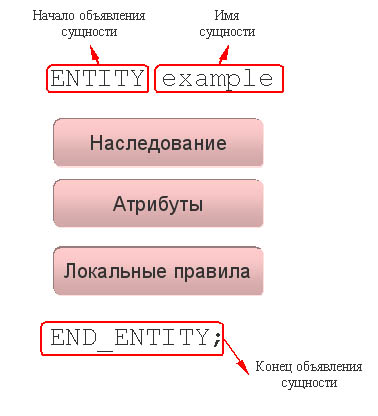 Начало объявления
сущности
Имя
сущности
ENTITY example
Наследование
Атрибуты
Локальные правила
END_ENTITY;
Конец объявления
сущности